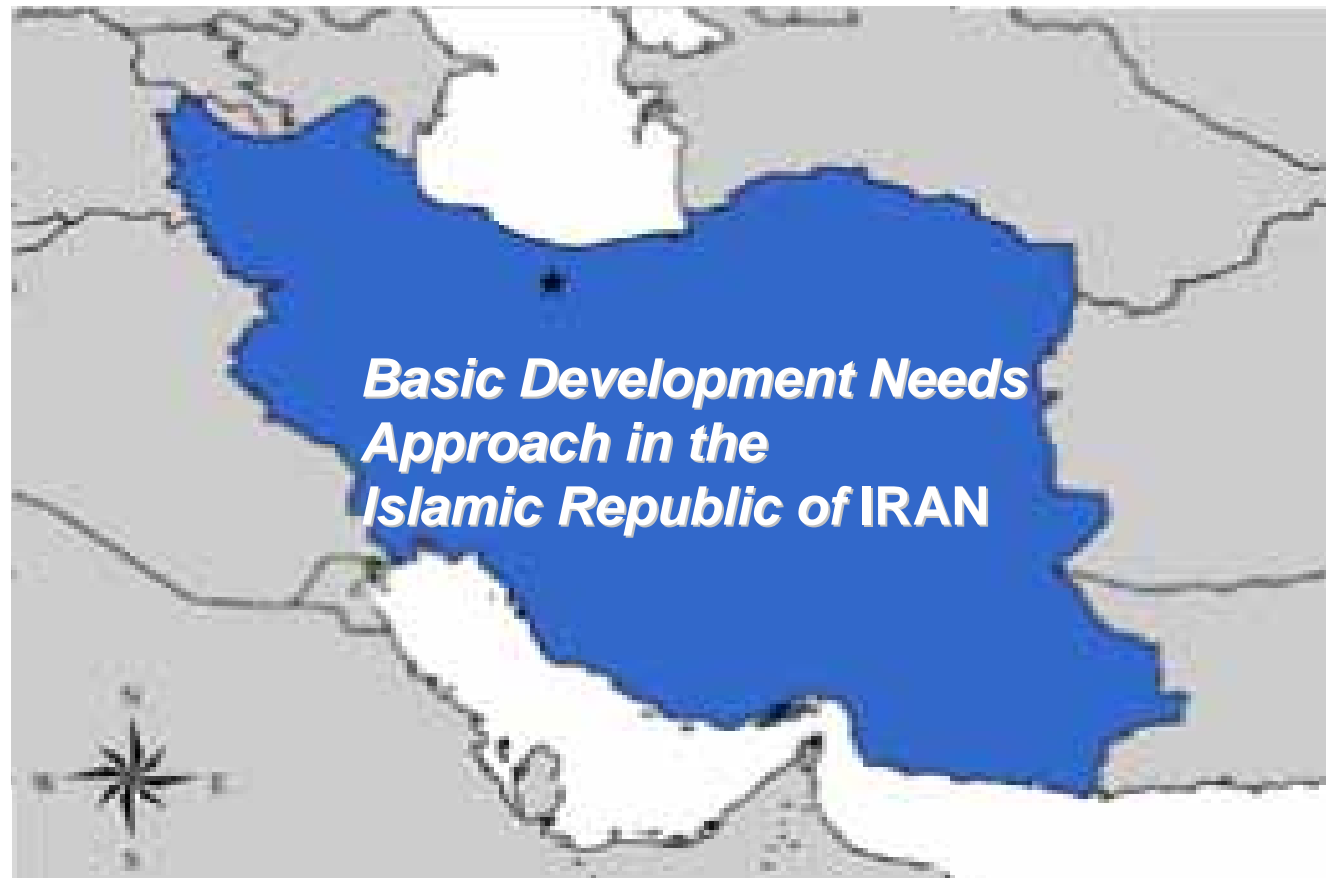 Basic Development Needs
Approach in the
Islamic Republic of IRAN
N
E
S